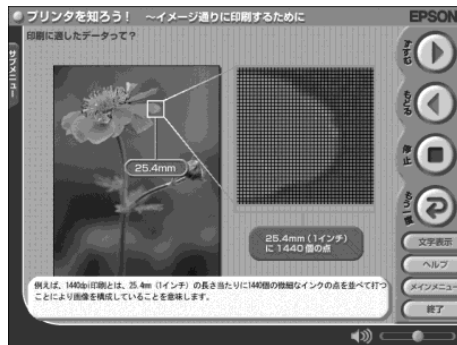 プリンタを知ろう！ ～イメージ通りに印刷するために
EPSON
印刷に適したデータって？
サブメニュー
25.4mm
25.4mm（1インチ）
に 1440 個の点
例えば、1440dpi印刷とは、25.4mm（1インチ）の長さ当たりに1440個の微細なインクの点を並べて打つ
ことにより画像を構成していることを意味します。
すすむ
もどる
停止
もう一度
文字表示
ヘルプ
メインメニュー
終了